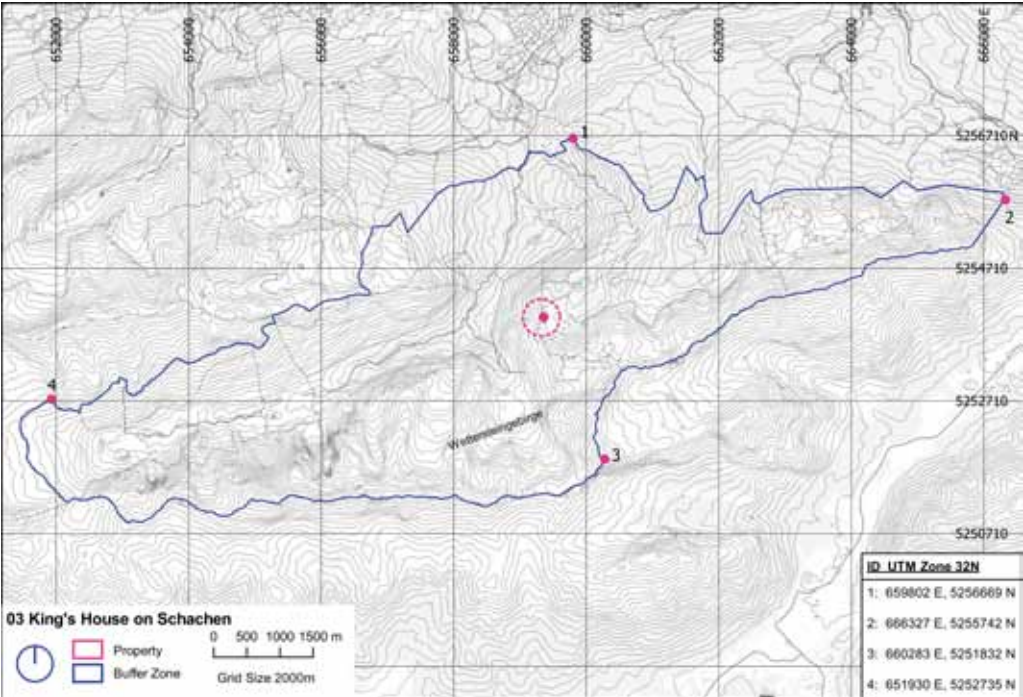 652000
654000
656000
658000
660000
662000
664000
666000 E
1
5256710 N
2
5254710
4
5252710
Wettersteingebirge
3
5250710
ID UTM Zone 32N
1: 659802 E, 5256669 N
2: 666327 E, 5255742 N
3: 660283 E, 5251832 N
4: 651930 E, 5252735 N
03 King's House on Schachen
0 500 1000 1500 m
Property
Buffer Zone
Grid Size 2000m